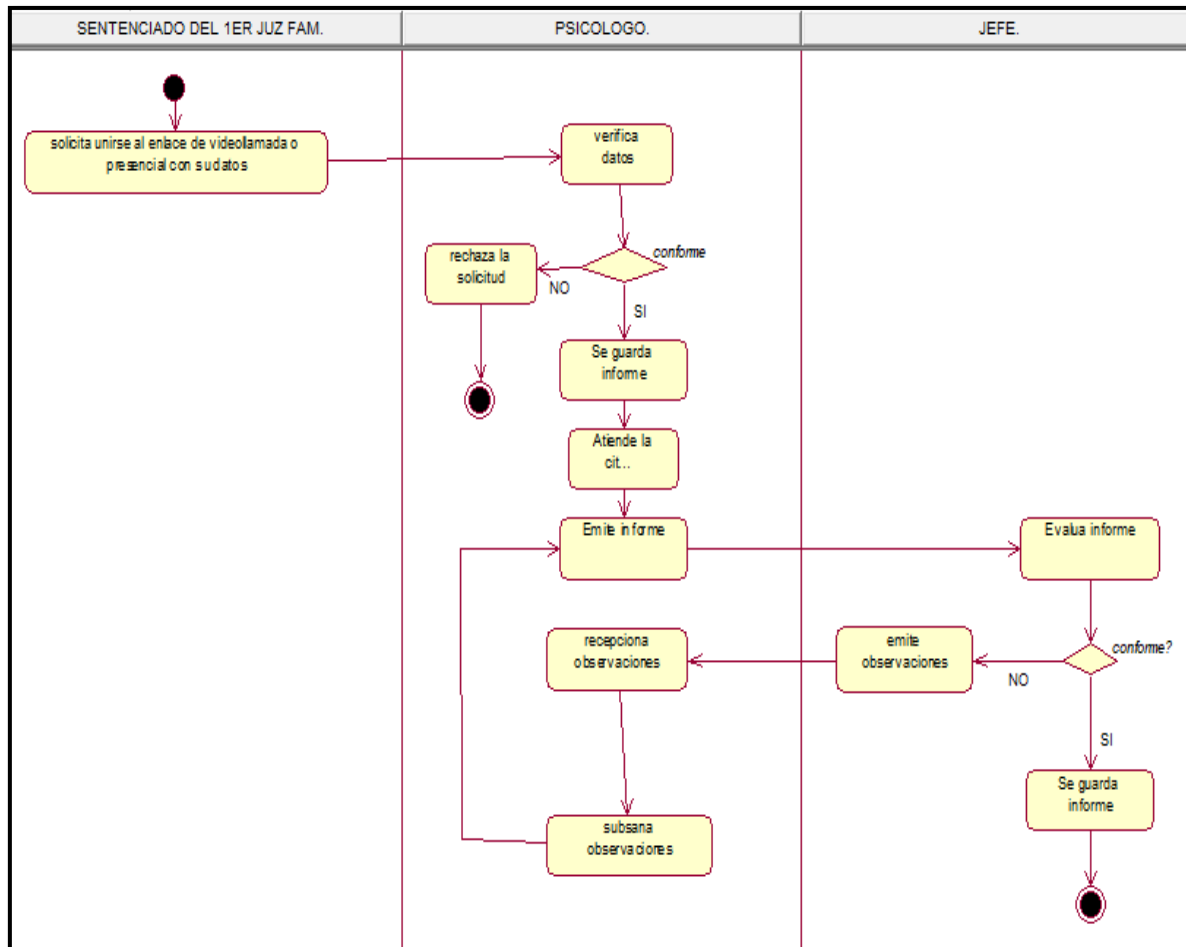 SENTENCIADO DEL 1ER JUZ FAM.
PSICOLOGO.
JEFE.
solicita unirse al enlace de videollamada o
presencial con su datos
verifica
datos
conforme
rechaza la
solicitud
NO
SI
Se guarda
informe
Atiende la
cit...
Emite informe
Evalua informe
recepciona
observaciones
emite
observaciones
conforme?
NO
SI
Se guarda
informe
subsana
observaciones